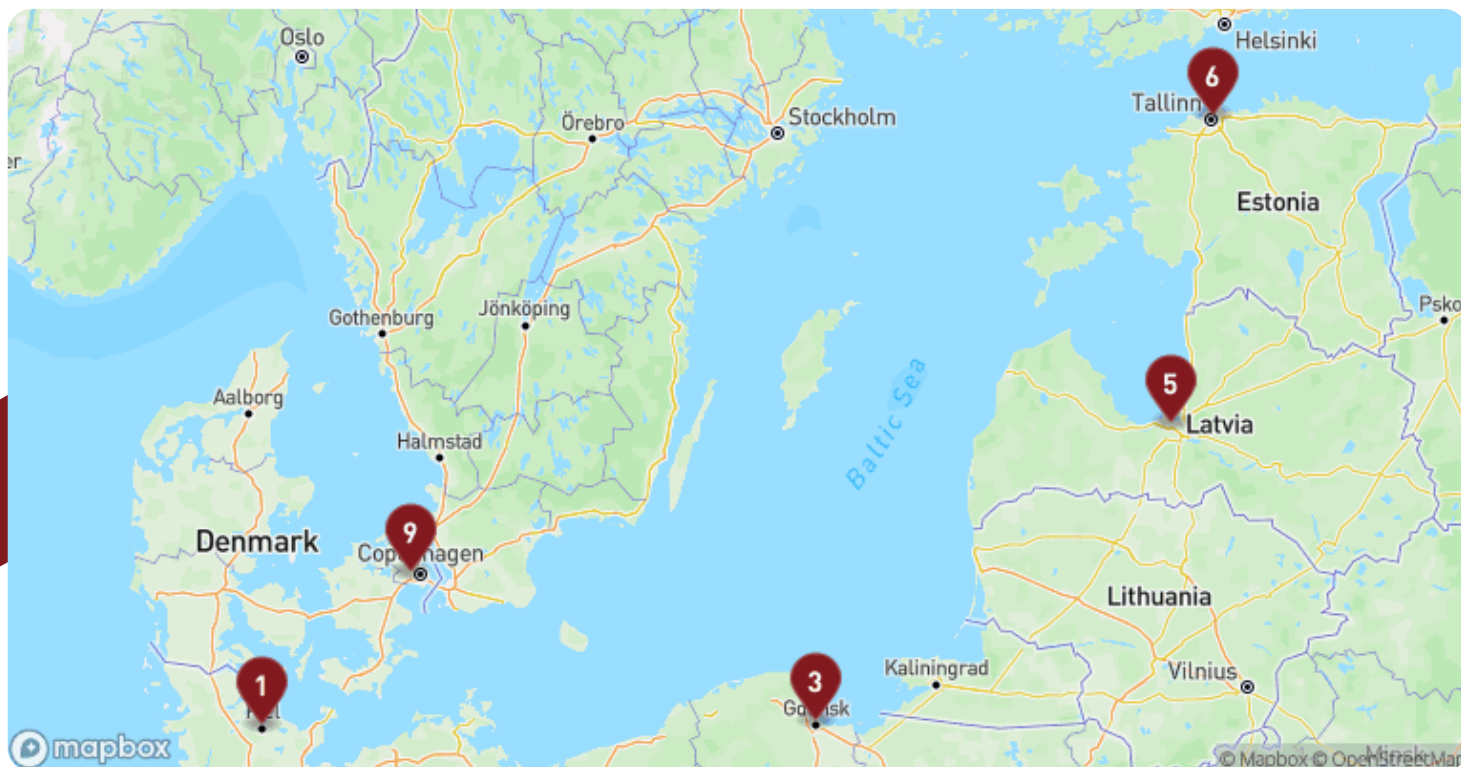 Oslo
Helsinki
6
Tallinn
Stockholm
Örebro
Estonia
Jönköping
Gothenburg
5
Aalborg
Latvia
Halmstad
Baltic Sea
9
Denmark
Lithuania
1
3
Kaliningrad
Vilnius
mapbox
© Mapbox © OpenStreetMap